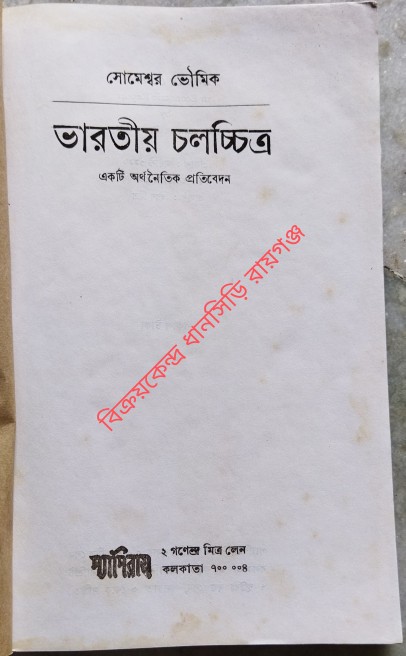 সোমেশ্বর ভৌমিক
ভারতীয় চলচ্চিত্র
একটি অর্থনৈতিক প্রতিবেদন
বিক্রয়কেন্দ্র ধানসিড়ি রায়গঞ্জ
প্যাপিরাস
২ গণেন্দ্র মিত্র লেন
কলকাতা ৭০০ ০০৪